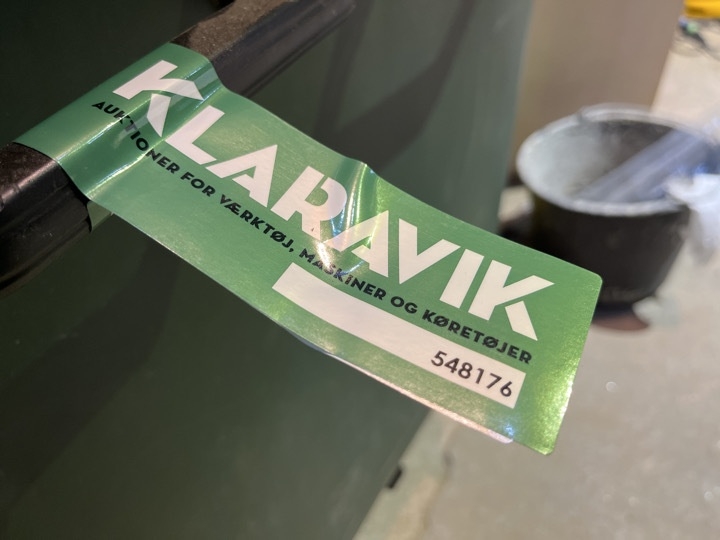 KLARAVIK
AUKTIONER FOR VÆRKTØJ, MASKINER OG KØRETØJER
548176